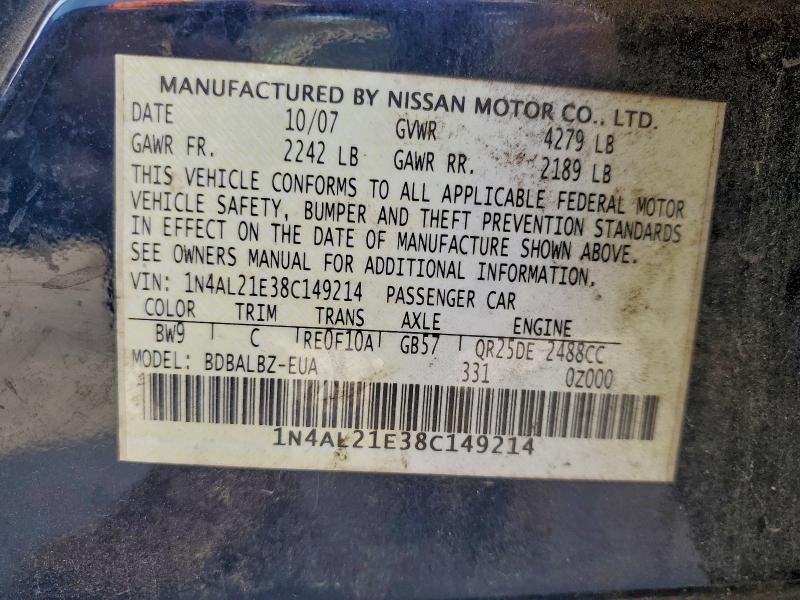 MANUFACTURED BY NISSAN MOTOR CO., LTD.
DATE 10/07 GVWR 4279 LB
GAWR FR. 2242 LB GAWR RR. 2189 LB
THIS VEHICLE CONFORMS TO ALL APPLICABLE FEDERAL MOTOR
VEHICLE SAFETY, BUMPER AND THEFT PREVENTION STANDARDS
IN EFFECT ON THE DATE OF MANUFACTURE SHOWN ABOVE.
SEE OWNERS MANUAL FOR ADDITIONAL INFORMATION.
VIN: 1N4AL21E38C149214 PASSENGER CAR
COLOR TRIM TRANS AXLE ENGINE
BW9 C RE0F10A GB57 QR25DE 2488CC
MODEL: BDBALBZ-EUA 331 0Z000
1N4AL21E38C149214